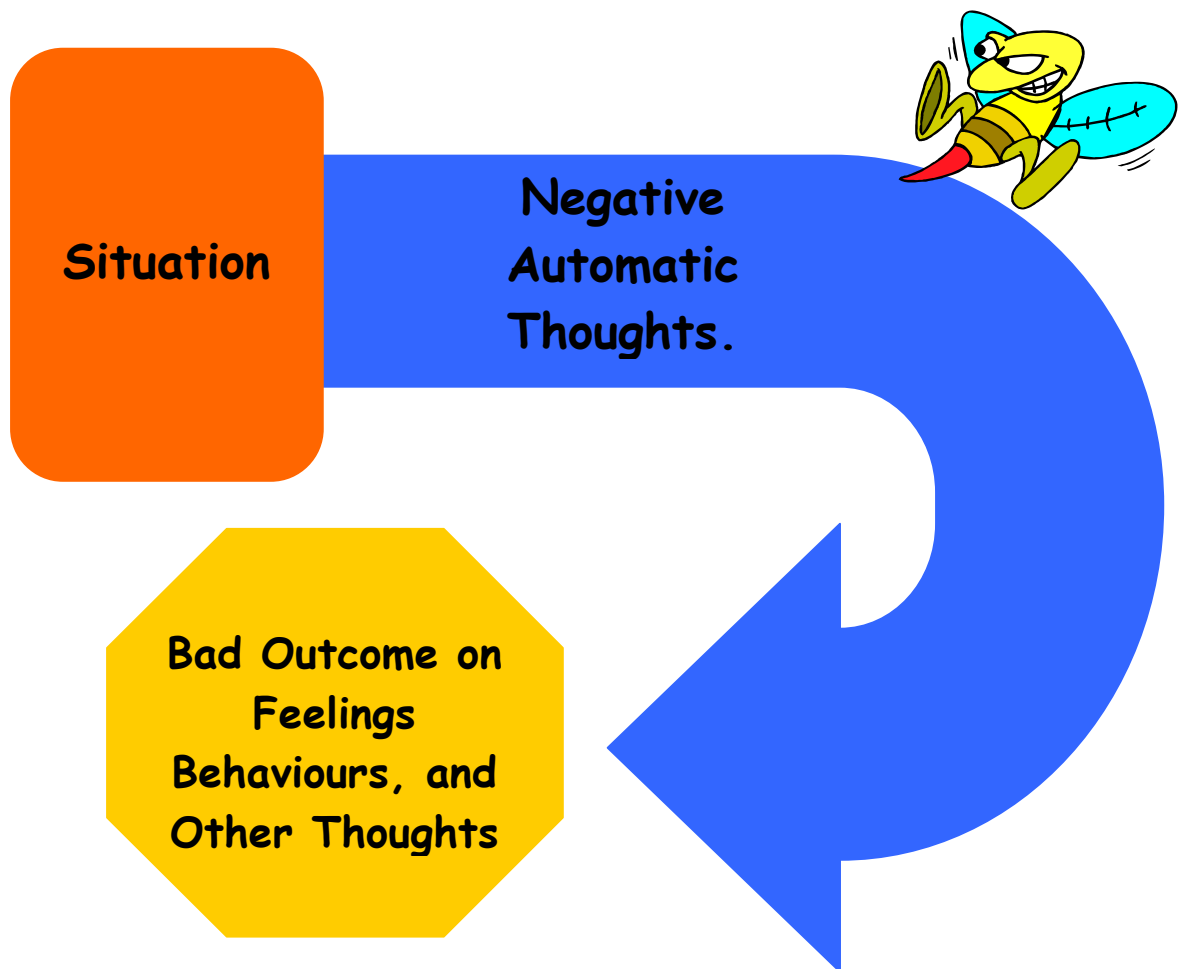 Situation
Negative
Automatic
Thoughts.
Bad Outcome on
Feelings
Behaviours, and
Other Thoughts